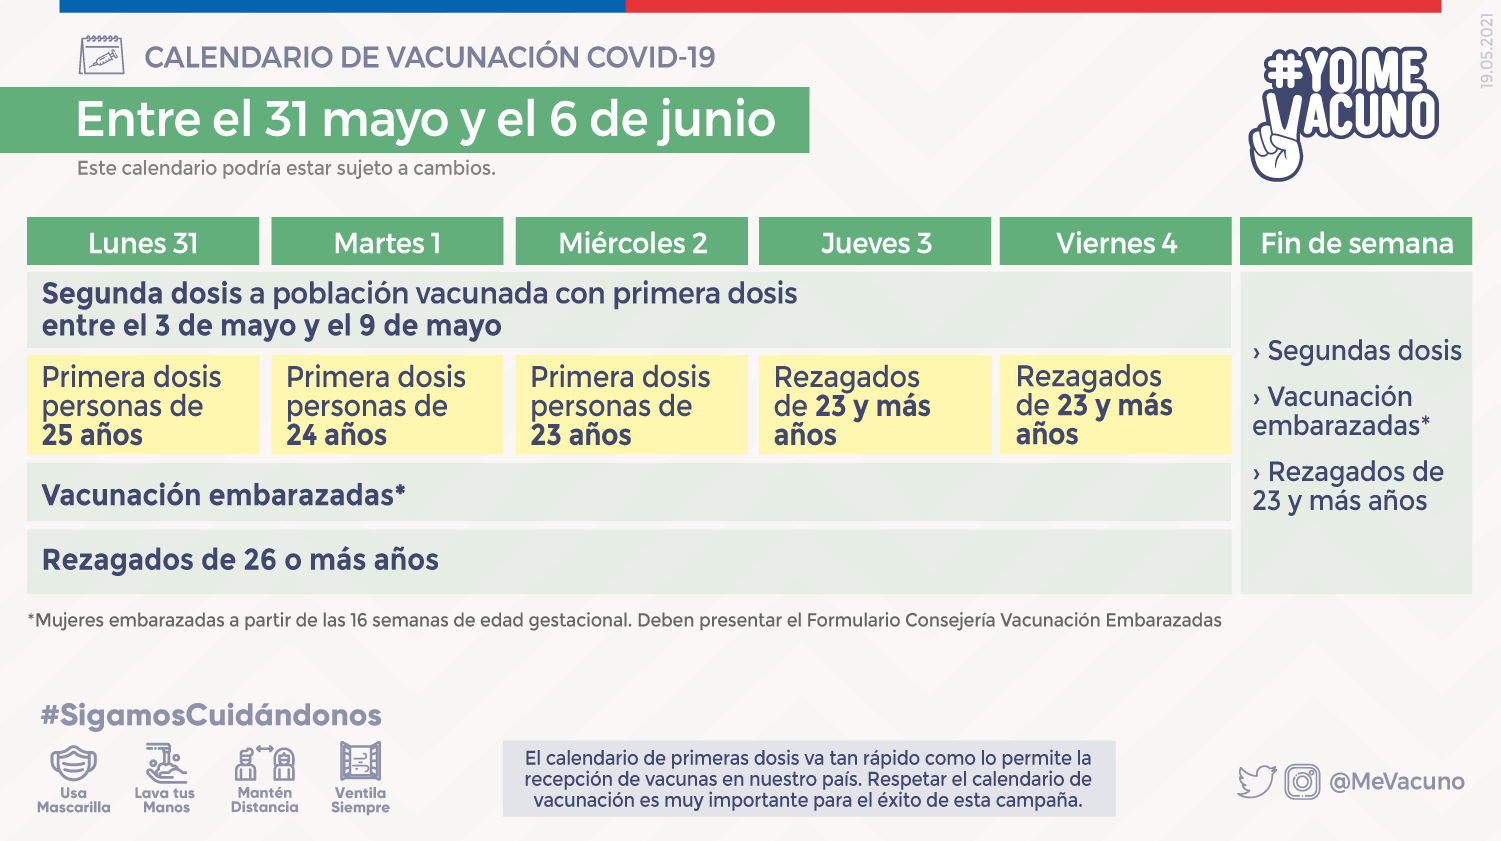 19.05.2021
CALENDARIO DE VACUNACIÓN COVID-19
#YO ME
VACUNO
Entre el 31 mayo y el 6 de junio
Este calendario podría estar sujeto a cambios.
Lunes 31
Martes 1
Miércoles 2
Jueves 3
Viernes 4
Fin de semana
Segunda dosis a población vacunada con primera dosis
entre el 3 de mayo y el 9 de mayo
Primera dosis
personas de
25 años
Primera dosis
personas de
24 años
Primera dosis
personas de
23 años
Rezagados
de 23 y más
años
Rezagados
de 23 y más
años
› Segundas dosis
› Vacunación
embarazadas*
› Rezagados de
23 y más años
Vacunación embarazadas*
Rezagados de 26 o más años
*Mujeres embarazadas a partir de las 16 semanas de edad gestacional. Deben presentar el Formulario Consejería Vacunación Embarazadas
#SigamosCuidándonos
Usa
Mascarilla
Lava tus
Manos
Mantén
Distancia
Ventila
Siempre
El calendario de primeras dosis va tan rápido como lo permite la
recepción de vacunas en nuestro país. Respetar el calendario de
vacunación es muy importante para el éxito de esta campaña.
@MeVacuno